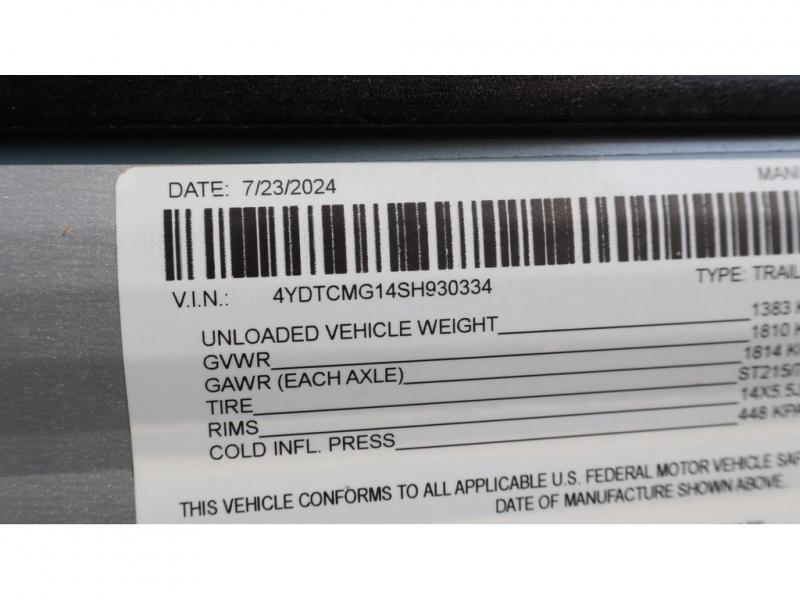 DATE: 7/23/2024
V.I.N.: 4YDTCMG14SH930334
TYPE: TRAIL
UNLOADED VEHICLE WEIGHT 1383 K
GVWR 1810 K
GAWR (EACH AXLE) 1814 K
TIRE ST215/
RIMS 14X5.5J
COLD INFL. PRESS 448 KPA
THIS VEHICLE CONFORMS TO ALL APPLICABLE U.S. FEDERAL MOTOR VEHICLE SAF
DATE OF MANUFACTURE SHOWN ABOVE.